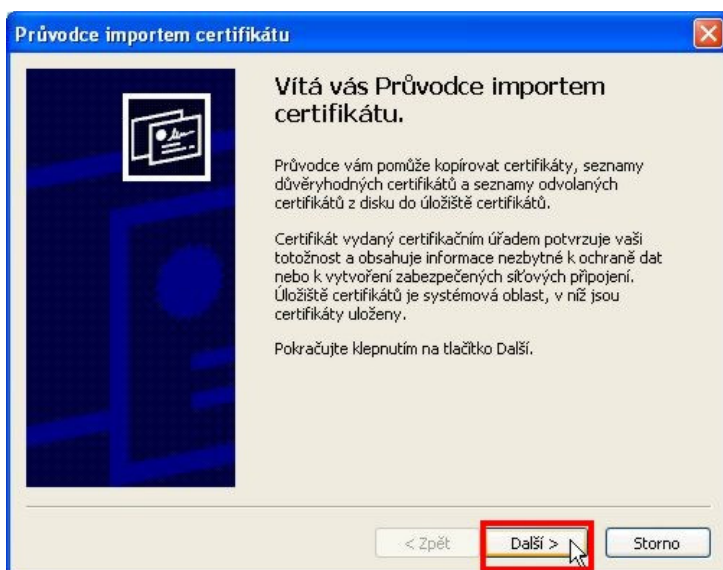 Průvodce importem certifikátu
Vítá vás Průvodce importem
certifikátu.
Průvodce vám pomůže kopírovat certifikáty, seznamy
důvěryhodných certifikátů a seznamy odvolaných
certifikátů z disku do úložiště certifikátů.
Certifikát vydaný certifikačním úřadem potvrzuje vaši
totožnost a obsahuje informace nezbytné k ochraně dat
nebo k vytvoření zabezpečených síťových připojení.
Úložiště certifikátů je systémová oblast, v níž jsou
certifikáty uloženy.
Pokračujte klepnutím na tlačítko Další.
< Zpět Další > Storno